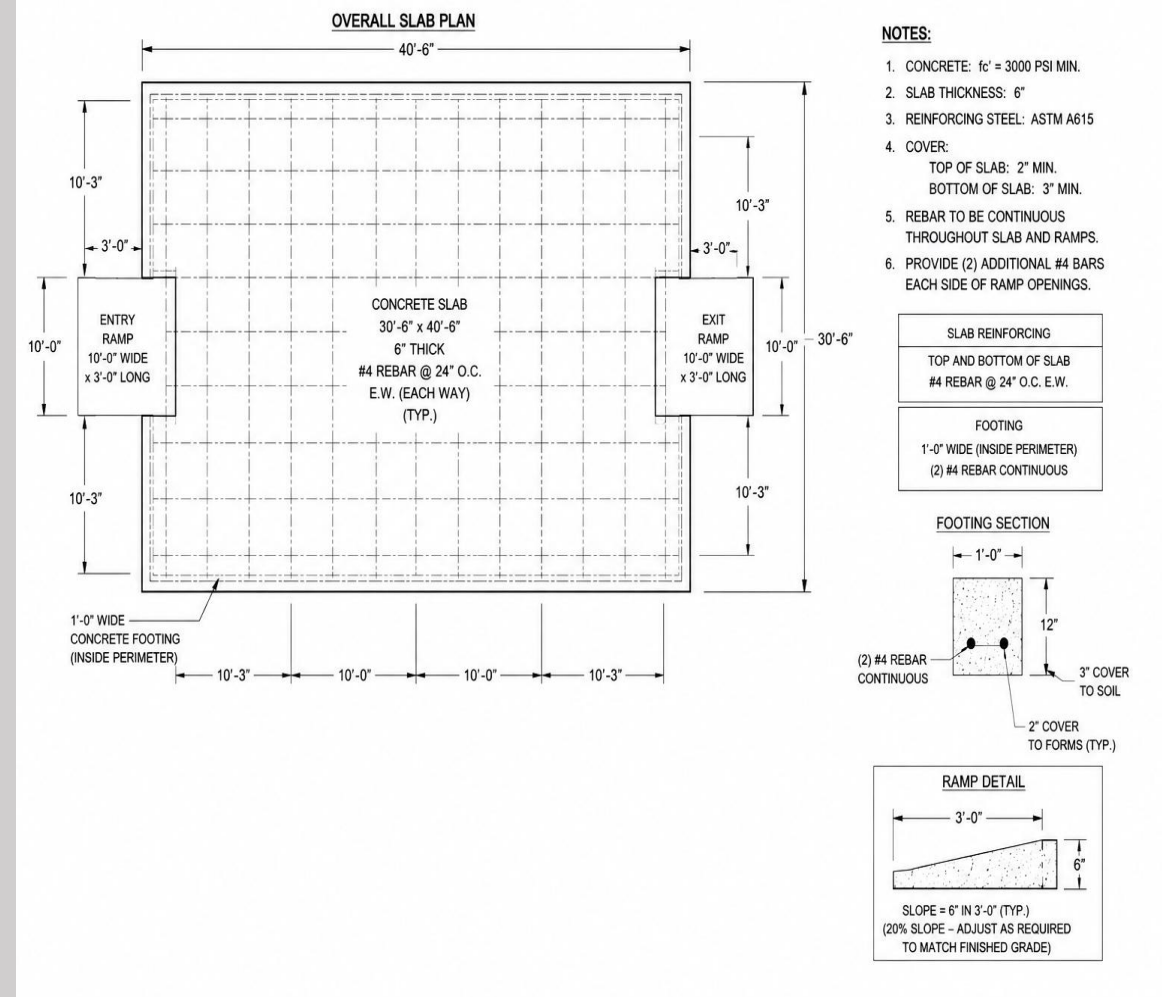 OVERALL SLAB PLAN
40'-6"
10'-3"
3'-0"
10'-0"
ENTRY
RAMP
10'-0" WIDE
x 3'-0" LONG
10'-3"
CONCRETE SLAB
30'-6" x 40'-6"
6" THICK
#4 REBAR @ 24" O.C.
E.W. (EACH WAY)
(TYP.)
10'-3"
3'-0"
EXIT
RAMP
10'-0" WIDE
x 3'-0" LONG
10'-0"
30'-6"
10'-3"
1'-0" WIDE
CONCRETE FOOTING
(INSIDE PERIMETER)
10'-3"
10'-0"
10'-0"
10'-3"
NOTES:
1. CONCRETE: fc' = 3000 PSI MIN.
2. SLAB THICKNESS: 6"
3. REINFORCING STEEL: ASTM A615
4. COVER:
TOP OF SLAB: 2" MIN.
BOTTOM OF SLAB: 3" MIN.
5. REBAR TO BE CONTINUOUS
THROUGHOUT SLAB AND RAMPS.
6. PROVIDE (2) ADDITIONAL #4 BARS
EACH SIDE OF RAMP OPENINGS.
SLAB REINFORCING
TOP AND BOTTOM OF SLAB
#4 REBAR @ 24" O.C. E.W.
FOOTING
1'-0" WIDE (INSIDE PERIMETER)
(2) #4 REBAR CONTINUOUS
FOOTING SECTION
1'-0"
12"
(2) #4 REBAR
CONTINUOUS
3" COVER
TO SOIL
2" COVER
TO FORMS (TYP.)
RAMP DETAIL
3'-0"
6"
SLOPE = 6" IN 3'-0" (TYP.)
(20% SLOPE – ADJUST AS REQUIRED
TO MATCH FINISHED GRADE)